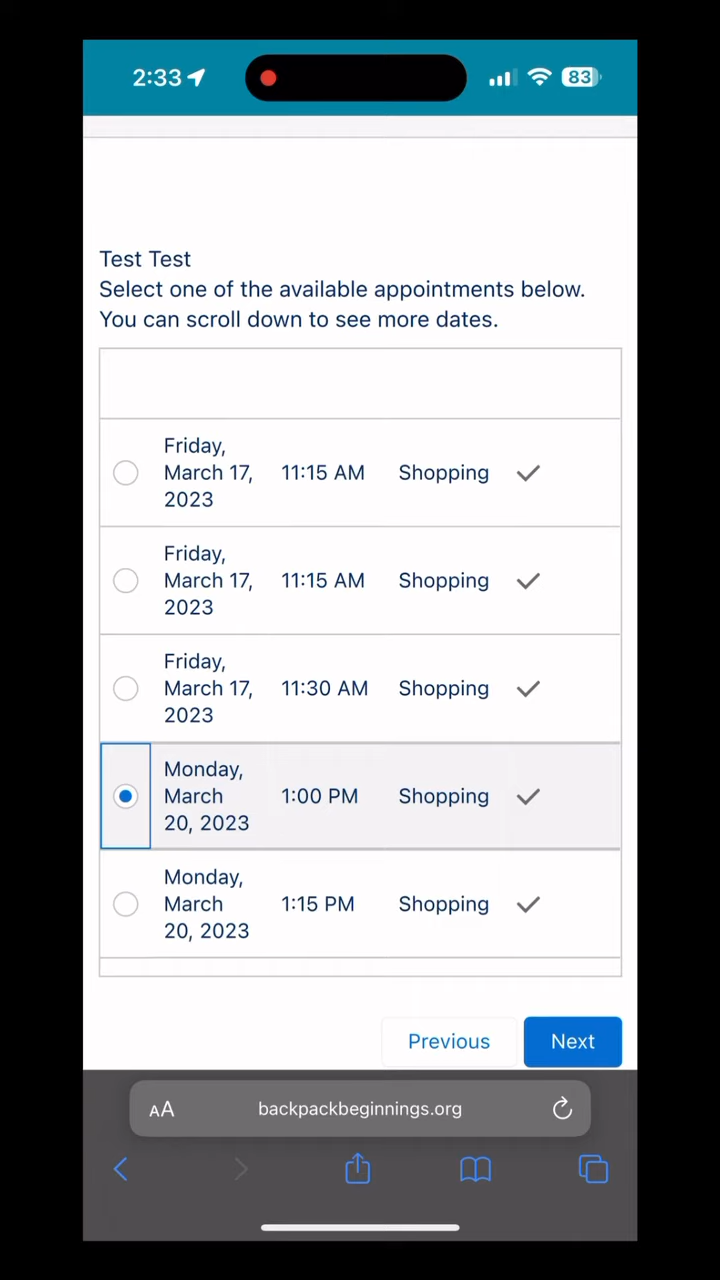 2:33
83
Test Test
Select one of the available appointments below.
You can scroll down to see more dates.
Friday,
March 17, 11:15 AM Shopping
2023
Friday,
March 17, 11:15 AM Shopping
2023
Friday,
March 17, 11:30 AM Shopping
2023
Monday,
March 1:00 PM Shopping
20, 2023
Monday,
March 1:15 PM Shopping
20, 2023
Previous Next
AA backpackbeginnings.org